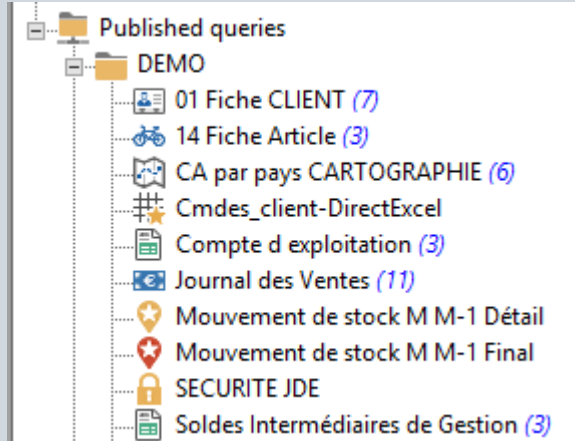 Published queries
DEMO
01 Fiche CLIENT (7)
14 Fiche Article (3)
CA par pays CARTOGRAPHIE (6)
Cmdes_client-DirectExcel
Compte d exploitation (3)
Journal des Ventes (11)
Mouvement de stock M M-1 Détail
Mouvement de stock M M-1 Final
SECURITE JDE
Soldes Intermédiaires de Gestion (3)